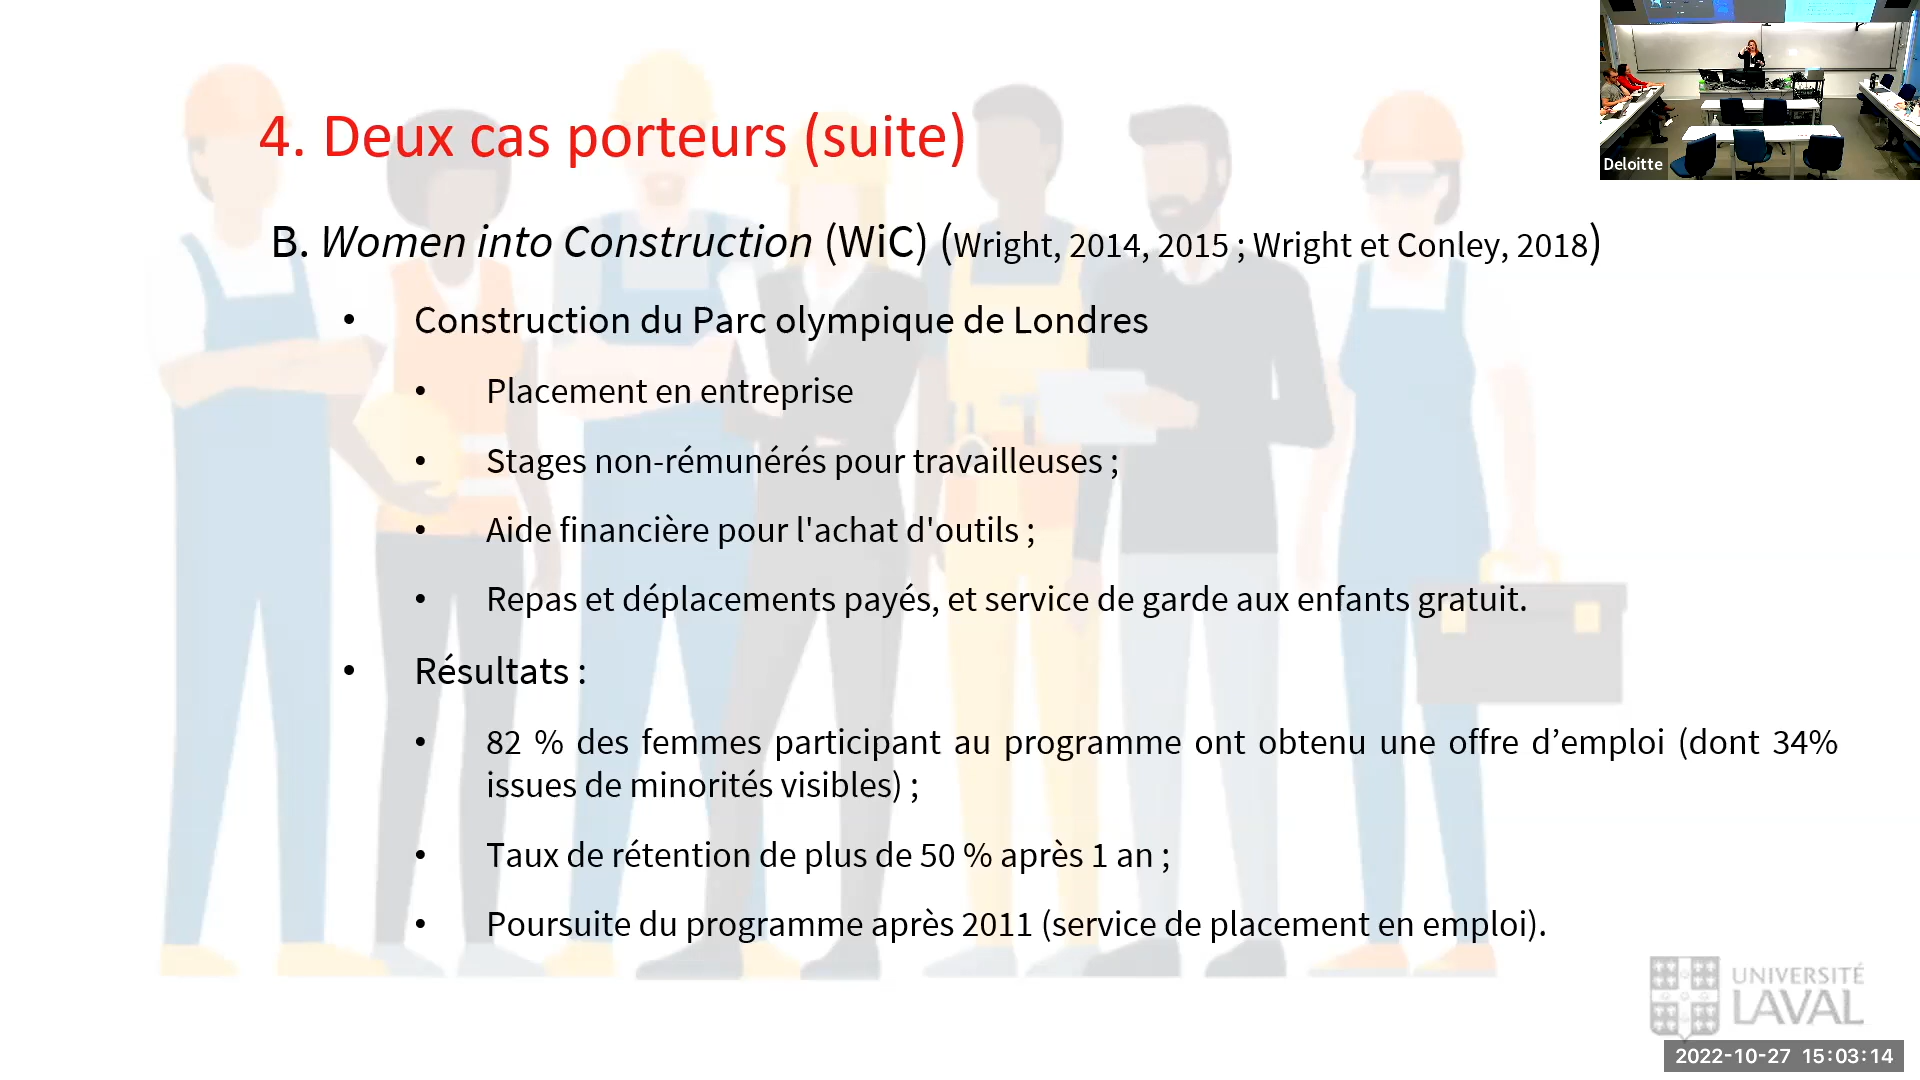 4. Deux cas porteurs (suite)
Deloitte
B. Women into Construction (WiC) (Wright, 2014, 2015 ; Wright et Conley, 2018)
• Construction du Parc olympique de Londres
• Placement en entreprise
• Stages non-rémunérés pour travailleuses ;
• Aide financière pour l'achat d'outils ;
• Repas et déplacements payés, et service de garde aux enfants gratuit.
• Résultats :
• 82 % des femmes participant au programme ont obtenu une offre d’emploi (dont 34%
issues de minorités visibles) ;
• Taux de rétention de plus de 50 % après 1 an ;
• Poursuite du programme après 2011 (service de placement en emploi).
UNIVERSITÉ
LAVAL
2022-10-27 15:03:14